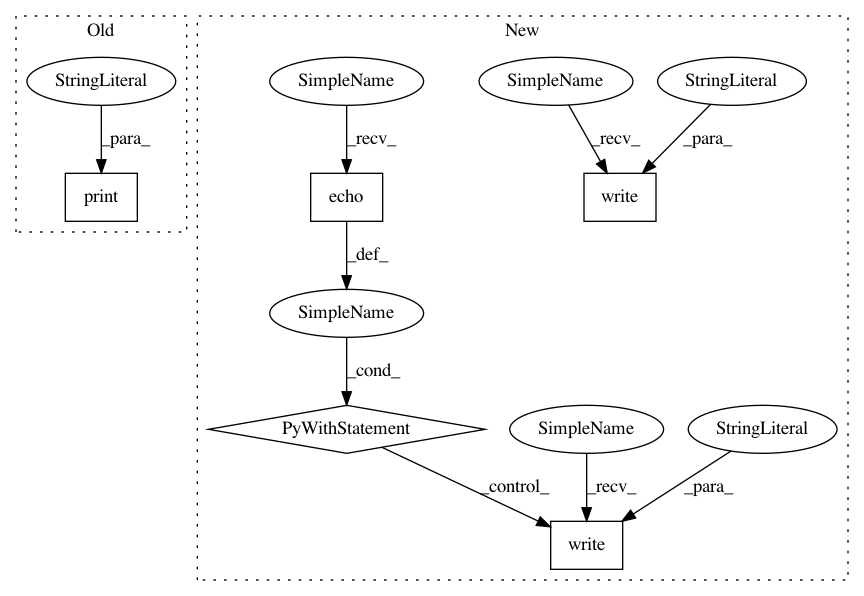 Old
New
StringLiteral
SimpleName
SimpleName
StringLiteral
_para_
_recv_
_recv_
_para_
print
echo
write
_def_
SimpleName
_cond_
PyWithStatement
SimpleName
StringLiteral
_control_
_recv_
_para_
write